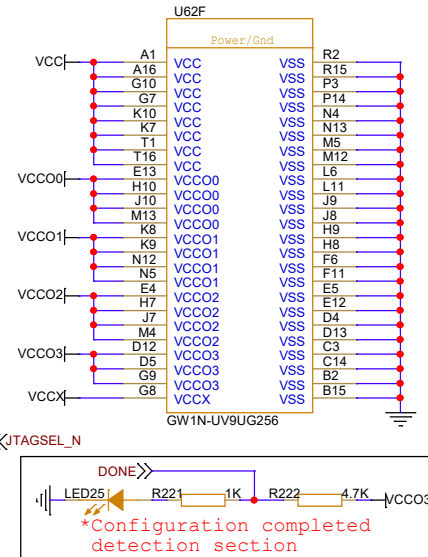 U62F
Power/Gnd
VCC A1 VCC VSS R2
A16 VCC VSS R15
G10 VCC VSS P3
G7 VCC VSS P14
K10 VCC VSS N4
K7 VCC VSS N13
T1 VCC VSS M5
T16 VCC VSS M12
VCCO0 E13 VCCO0 VSS L6
H10 VCCO0 VSS L11
J10 VCCO0 VSS J9
M13 VCCO0 VSS J8
VCCO1 K8 VCCO1 VSS H9
K9 VCCO1 VSS H8
N12 VCCO1 VSS F6
N5 VCCO1 VSS F11
VCCO2 E4 VCCO2 VSS E5
H7 VCCO2 VSS E12
J7 VCCO2 VSS D4
M4 VCCO2 VSS D13
VCCO3 D12 VCCO3 VSS C3
D5 VCCO3 VSS C14
G9 VCCO3 VSS B2
VCCX G8 VCCX VSS B15
GW1N-UV9UG256
JTAGSEL_N
DONE
LED25 R221 1K R222 4.7K VCCO3
*Configuration completed
detection section